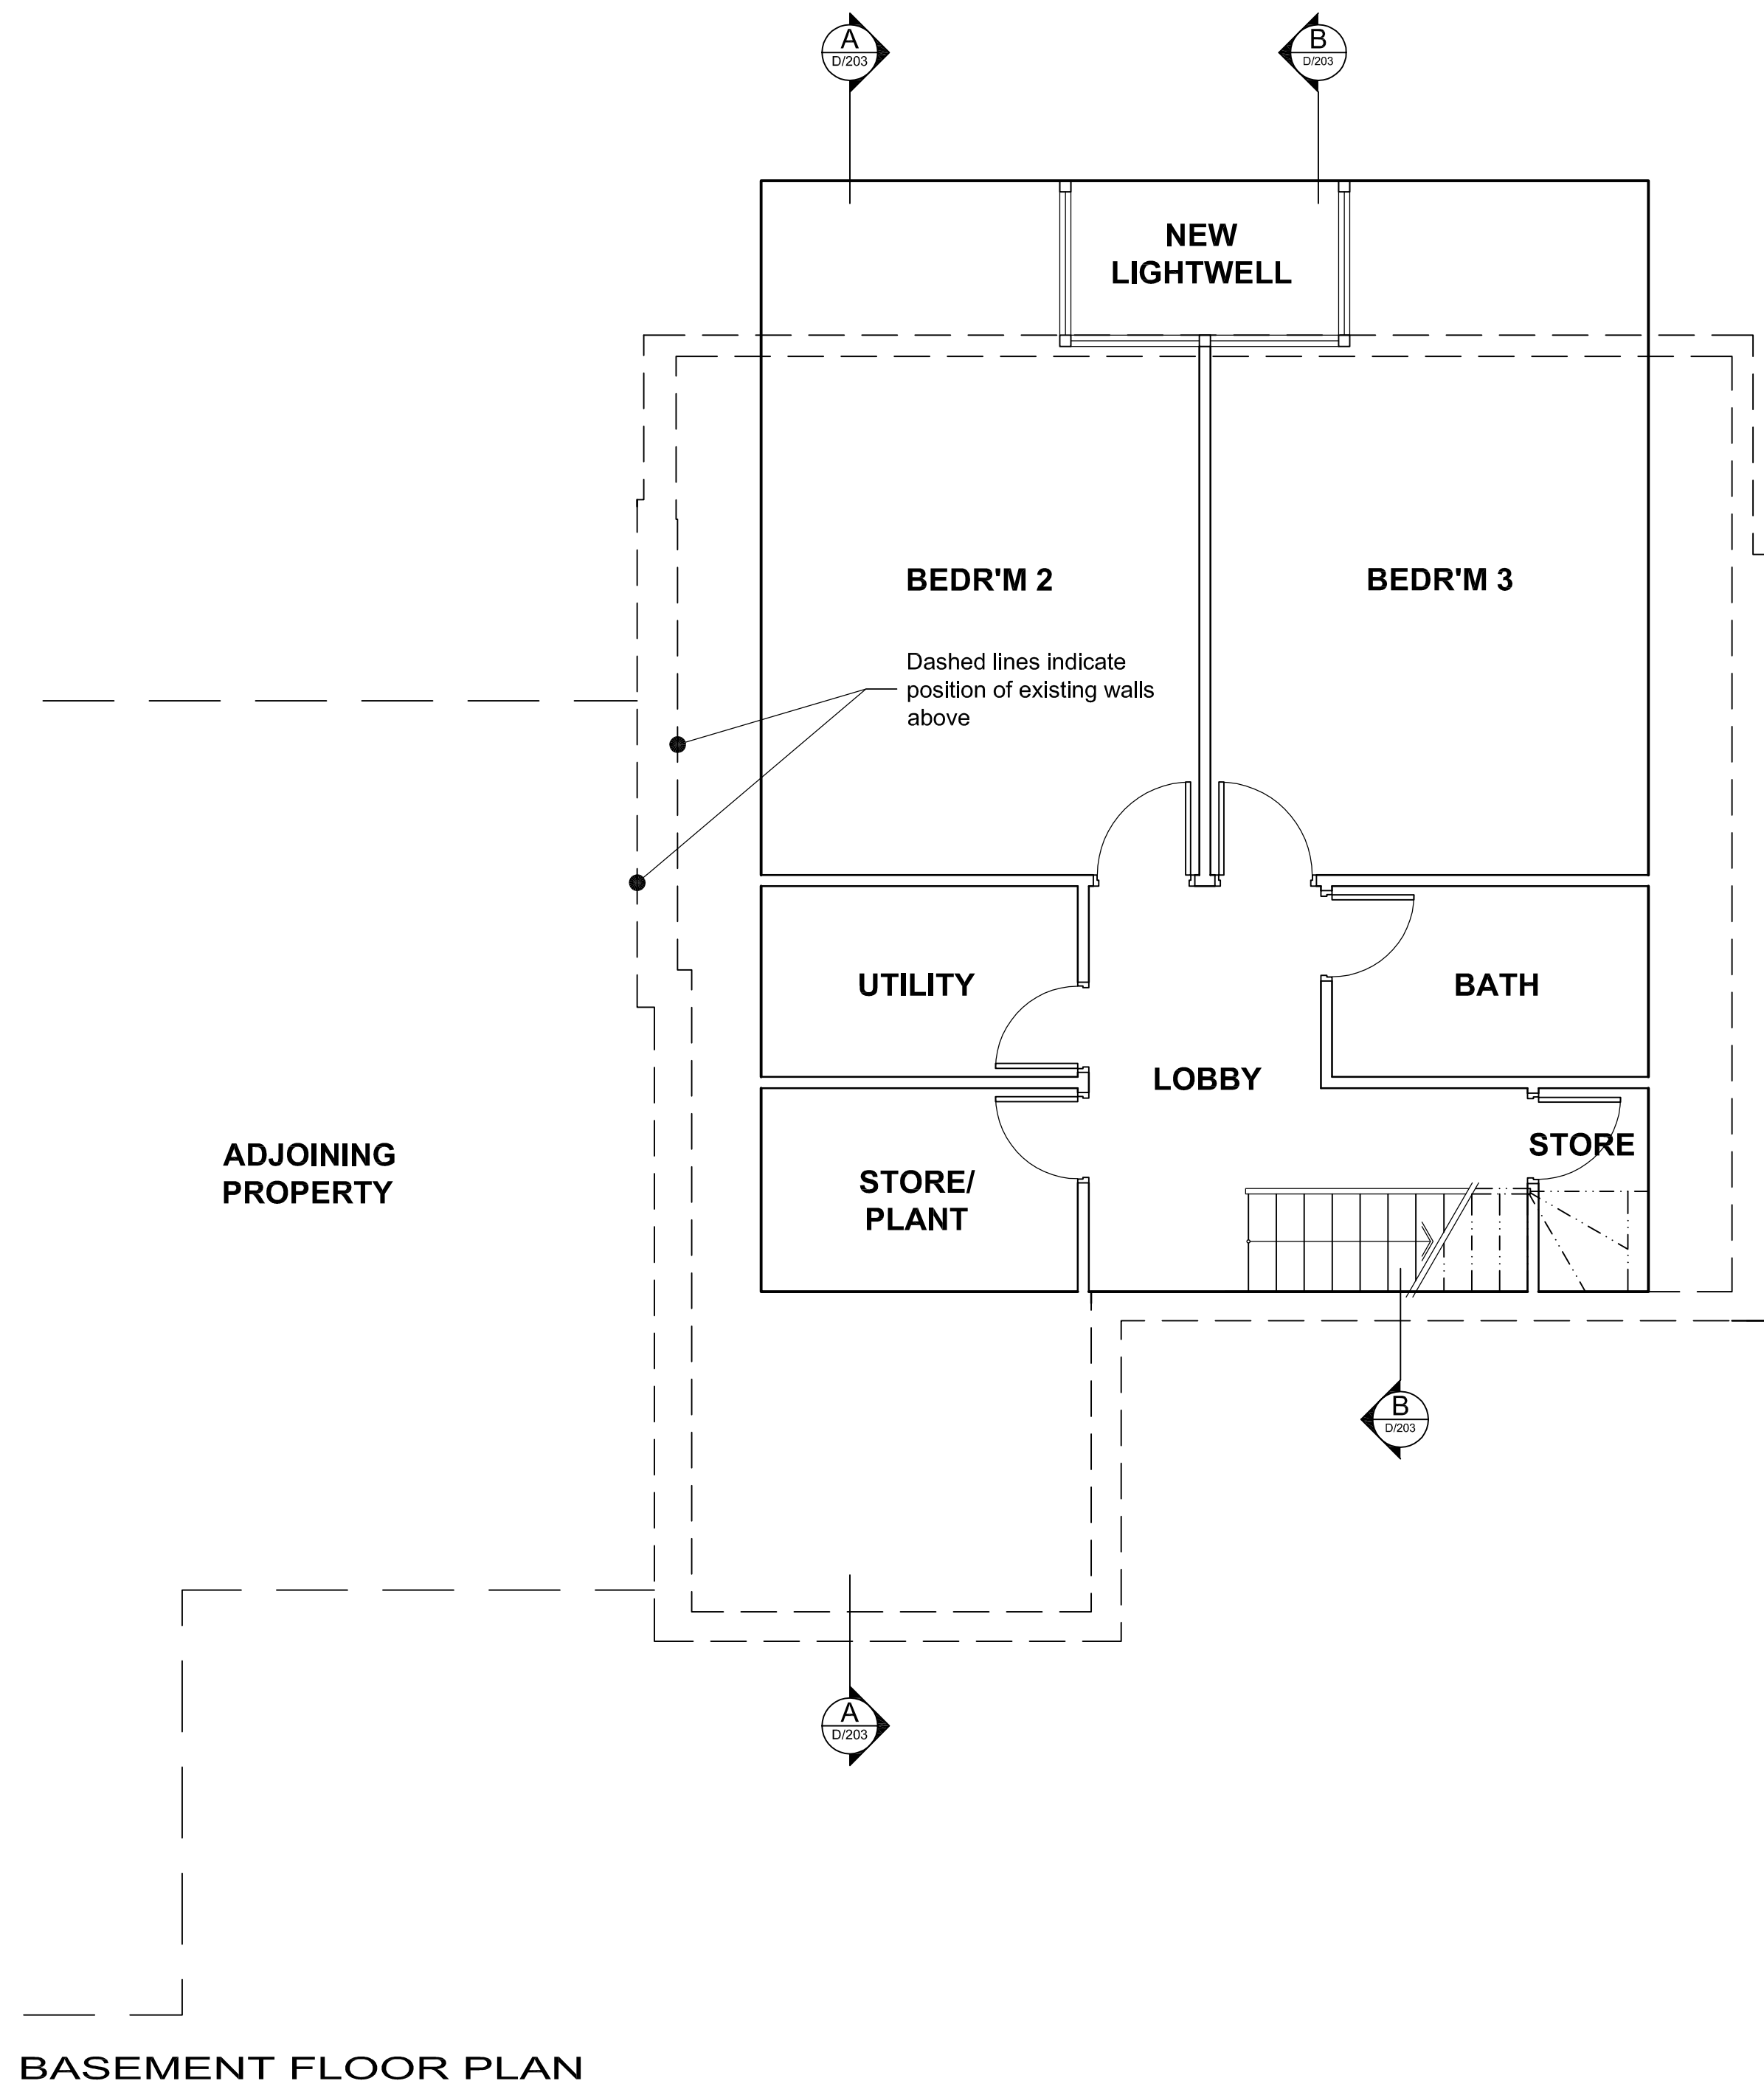 A
D/203
B
D/203
NEW
LIGHTWELL
BEDR'M 2
BEDR'M 3
Dashed lines indicate
position of existing walls
above
UTILITY
BATH
LOBBY
ADJOINING
PROPERTY
STORE/
PLANT
STORE
B
D/203
A
D/203
BASEMENT FLOOR PLAN